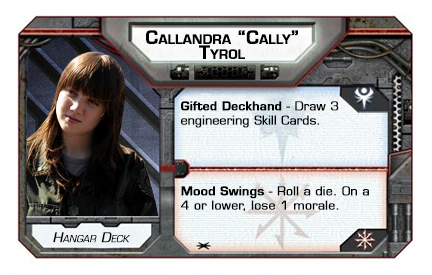 CALLANDRA "CALLY"
TYROL
Gifted Deckhand - Draw 3
engineering Skill Cards.
Mood Swings - Roll a die. On a
4 or lower, lose 1 morale.
HANGAR DECK